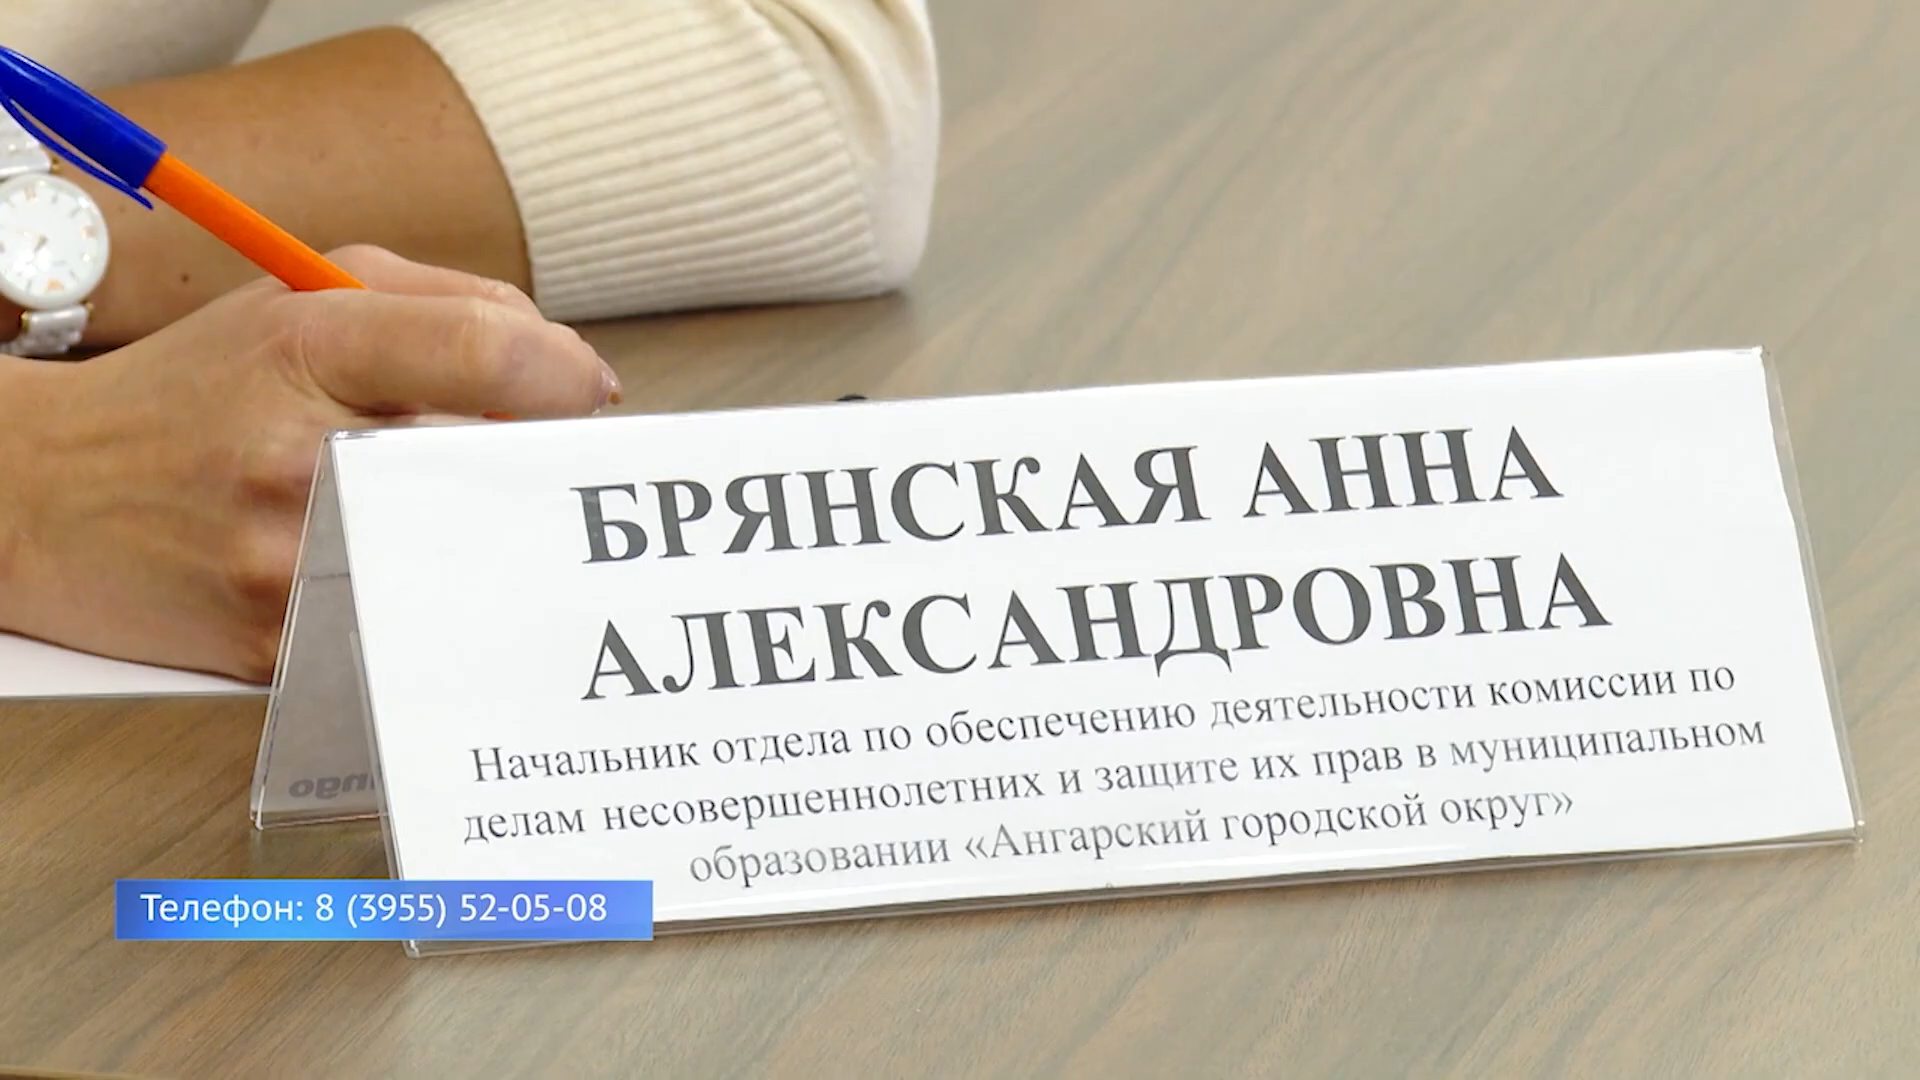 БРЯНСКАЯ АННА
АЛЕКСАНДРОВНА
Начальник отдела по обеспечению деятельности комиссии по
делам несовершеннолетних и защите их прав в муниципальном
образовании «Ангарский городской округ»
Телефон: 8 (3955) 52-05-08